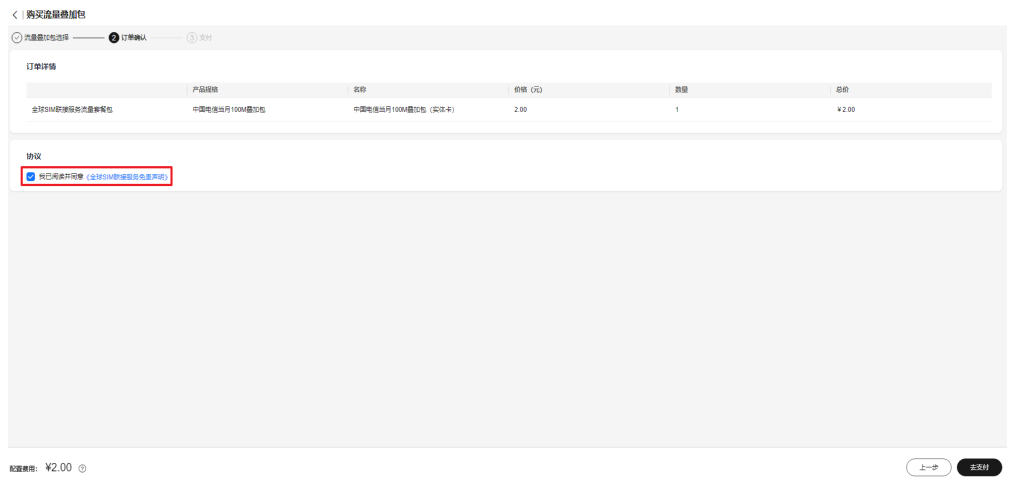 购买流量叠加包
流量叠加包选择 2 订单确认 3 支付
订单详情
产品规格 名称 价格（元） 数量 总价
全球SIM联接服务流量套餐包 中国电信当月100M叠加包 中国电信当月100M叠加包（实体卡） 2.00 1 ¥2.00
协议
我已阅读并同意《全球SIM联接服务免责声明》
配置费用： ¥2.00 ?
上一步 去支付